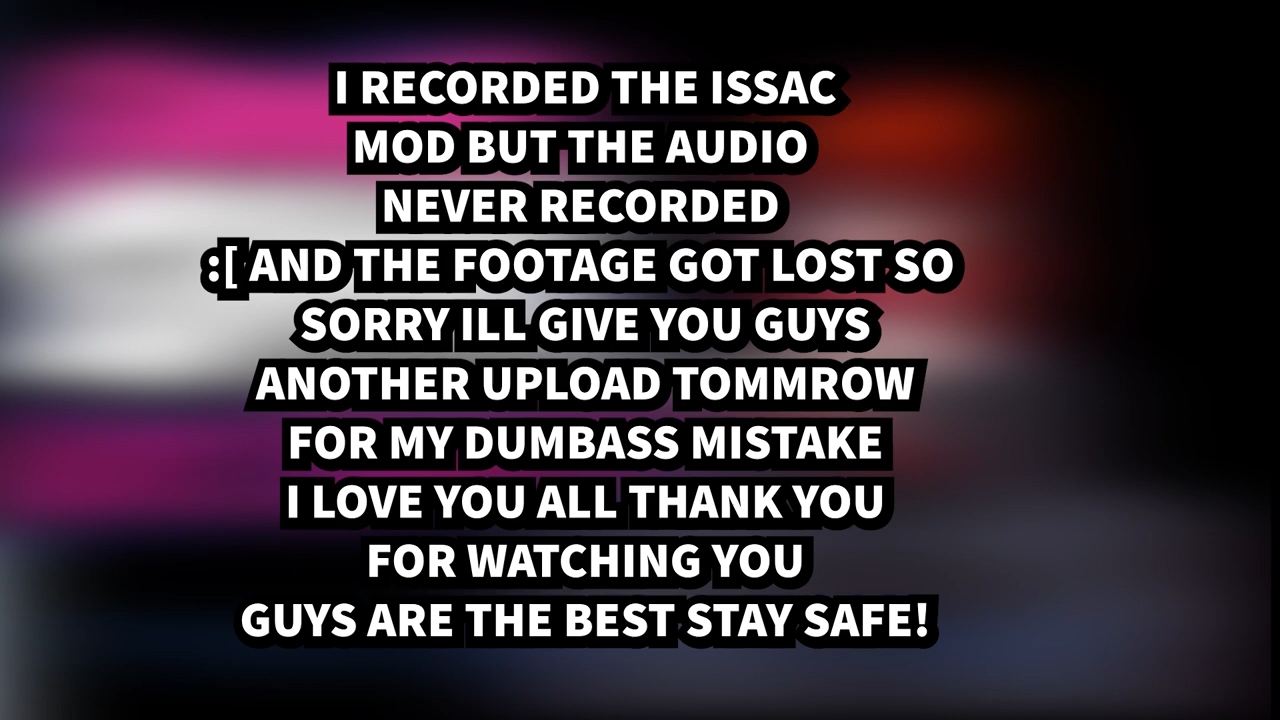 I RECORDED THE ISSAC
MOD BUT THE AUDIO
NEVER RECORDED
:[ AND THE FOOTAGE GOT LOST SO
SORRY ILL GIVE YOU GUYS
ANOTHER UPLOAD TOMMROW
FOR MY DUMBASS MISTAKE
I LOVE YOU ALL THANK YOU
FOR WATCHING YOU
GUYS ARE THE BEST STAY SAFE!